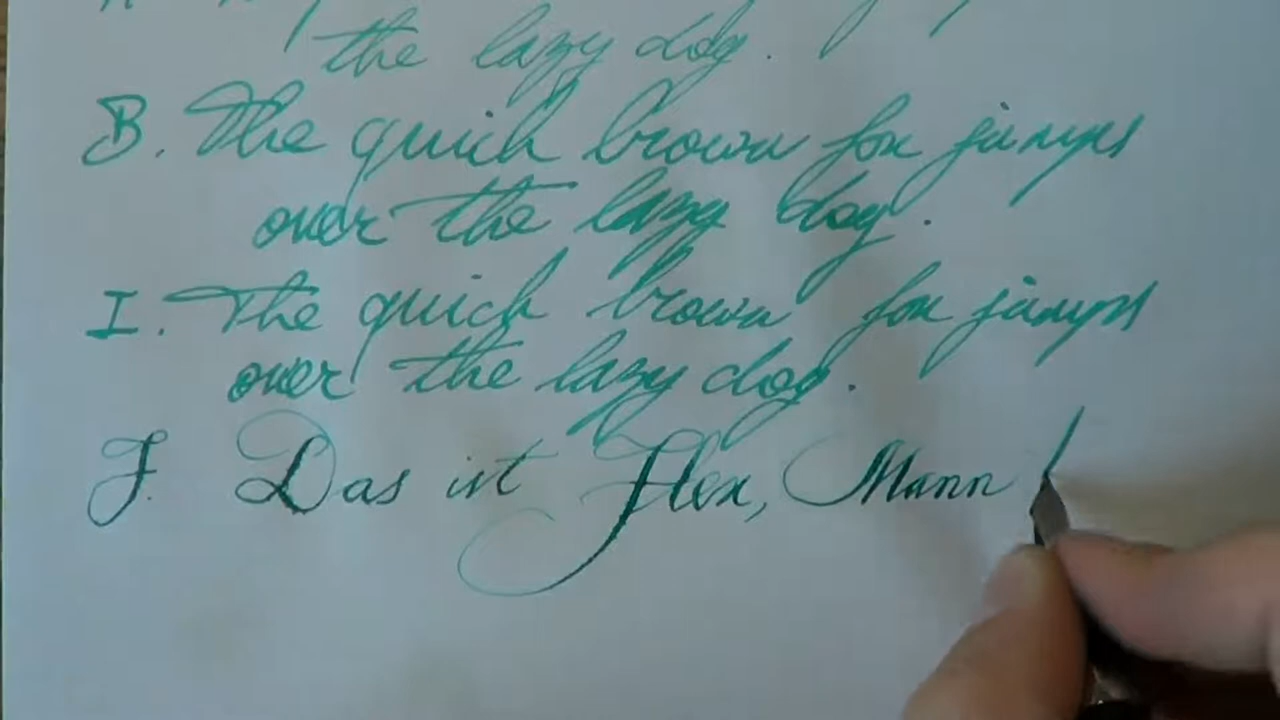 the lazy dog.
B. The quick brown fox jumps
over the lazy dog.
I. The quick brown fox jumps
over the lazy dog.
F. Das ist Flex, Mann !